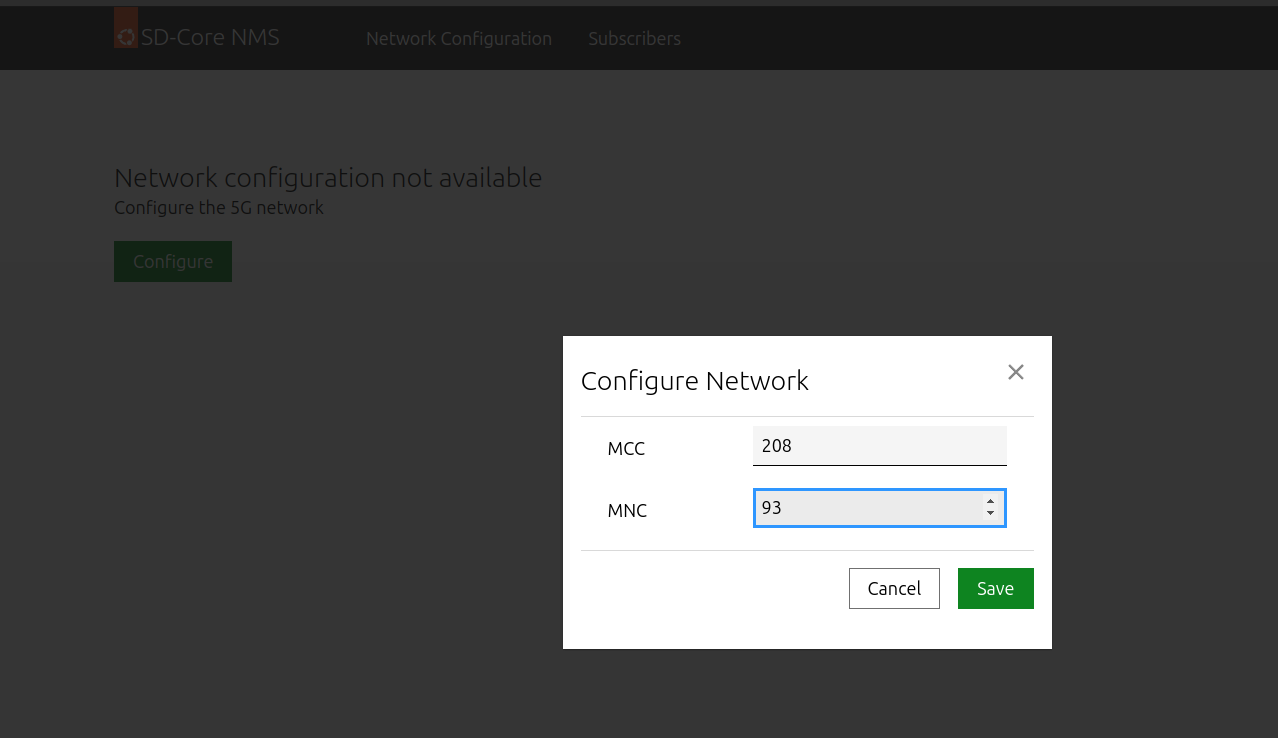 SD-Core NMS Network Configuration Subscribers
Network configuration not available
Configure the 5G network
Configure
Configure Network
MCC 208
MNC 93
Cancel Save